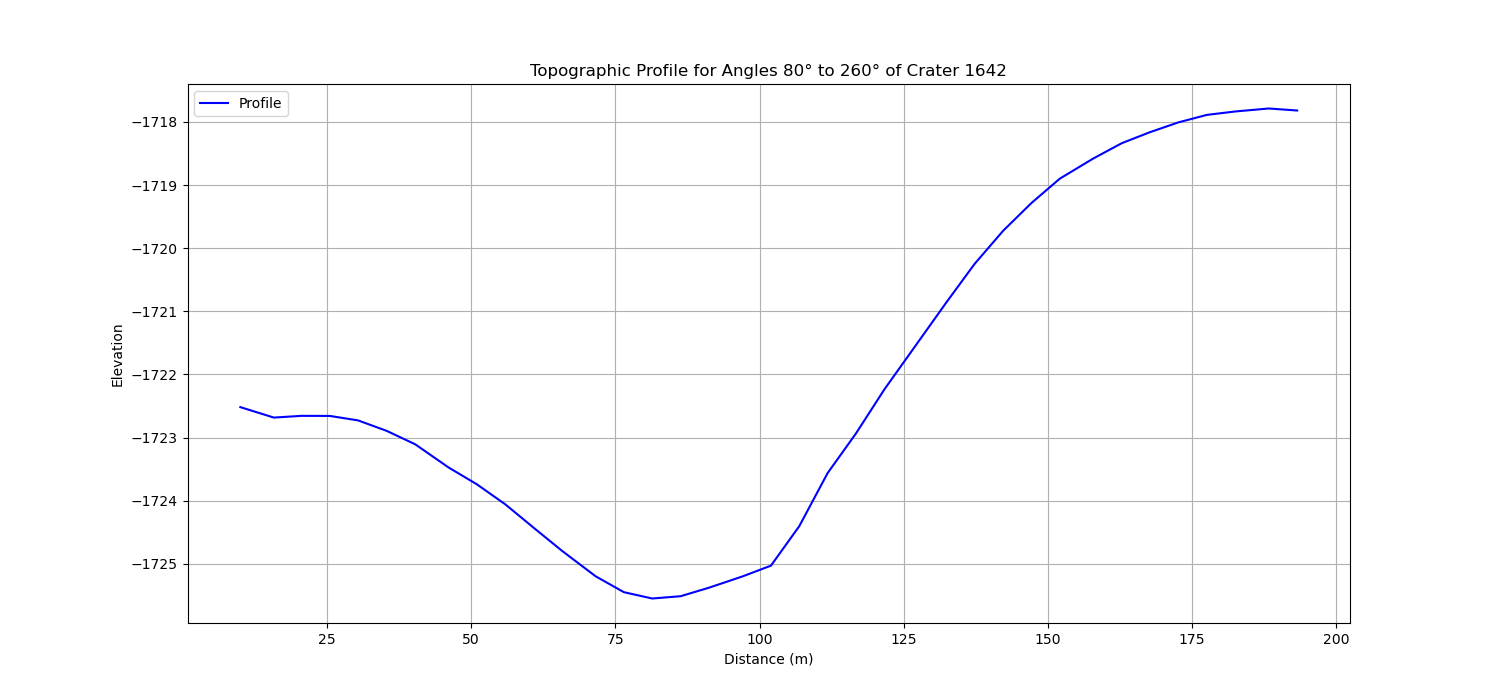 Topographic Profile for Angles 80° to 260° of Crater 1642
Profile
−1718
−1719
−1720
−1721
−1722
−1723
−1724
−1725
Elevation
25 50 75 100 125 150 175 200
Distance (m)